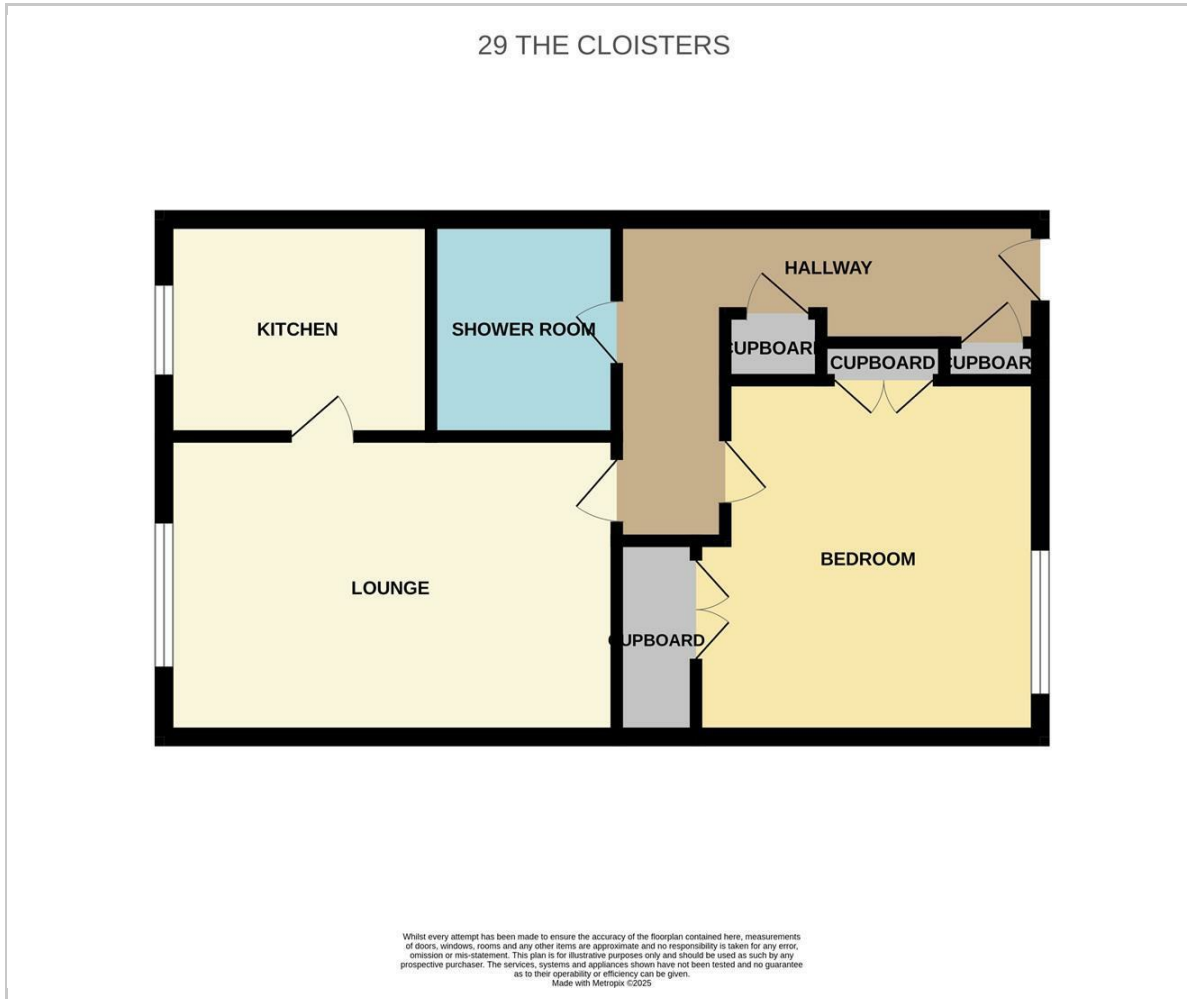 29 THE CLOISTERS
HALLWAY
KITCHEN
SHOWER ROOM
CUPBOARD
CUPBOARD
CUPBOARD
BEDROOM
LOUNGE
CUPBOARD
Whilst every attempt has been made to ensure the accuracy of the floorplan contained here, measurements
of doors, windows, rooms and any other items are approximate and no responsibility is taken for any error,
omission or mis-statement. This plan is for illustrative purposes only and should be used as such by any
prospective purchaser. The services, systems and appliances shown have not been tested and no guarantee
as to their operability or efficiency can be given.
Made with Metropix ©2025